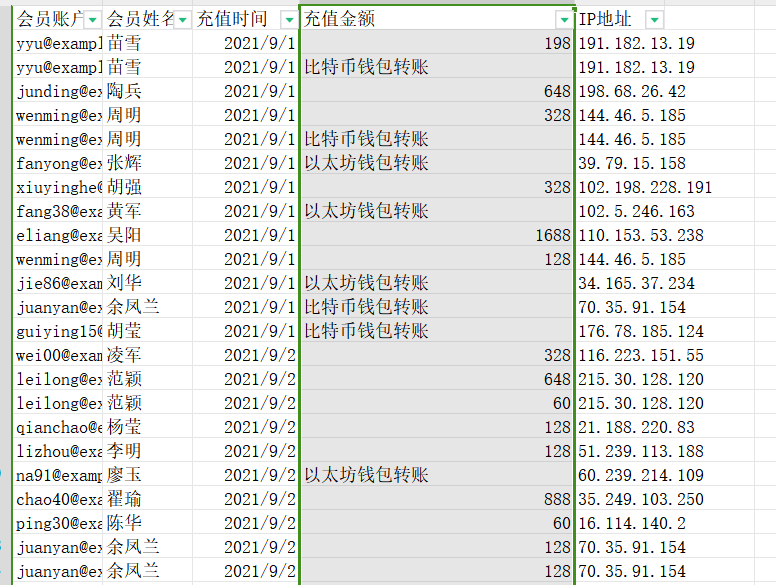 会员账户 会员姓名 充值时间 充值金额 IP地址
yyu@exampl 苗雪 2021/9/1 198 191.182.13.19
yyu@exampl 苗雪 2021/9/1 比特币钱包转账 191.182.13.19
junding@ex 陶兵 2021/9/1 648 198.68.26.42
wenming@ex 周明 2021/9/1 328 144.46.5.185
wenming@ex 周明 2021/9/1 比特币钱包转账 144.46.5.185
fanyong@ex 张辉 2021/9/1 以太坊钱包转账 39.79.15.158
xiuyinghe@ 胡强 2021/9/1 328 102.198.228.191
fang38@exa 黄军 2021/9/1 以太坊钱包转账 102.5.246.163
eliang@exa 吴阳 2021/9/1 1688 110.153.53.238
wenming@ex 周明 2021/9/1 128 144.46.5.185
jie86@exam 刘华 2021/9/1 以太坊钱包转账 34.165.37.234
juanyan@ex 余凤兰 2021/9/1 比特币钱包转账 70.35.91.154
guiying15@ 胡莹 2021/9/1 比特币钱包转账 176.78.185.124
wei00@exam 凌军 2021/9/2 328 116.223.151.55
leilong@ex 范颖 2021/9/2 648 215.30.128.120
leilong@ex 范颖 2021/9/2 60 215.30.128.120
qianchao@e 杨莹 2021/9/2 128 21.188.220.83
lizhou@exa 李明 2021/9/2 128 51.239.113.188
na91@examp 廖玉 2021/9/2 以太坊钱包转账 60.239.214.109
chao40@exa 翟瑜 2021/9/2 888 35.249.103.250
ping30@exa 陈华 2021/9/2 60 16.114.140.2
juanyan@ex 余凤兰 2021/9/2 128 70.35.91.154
juanyan@ex 余凤兰 2021/9/2 128 70.35.91.154